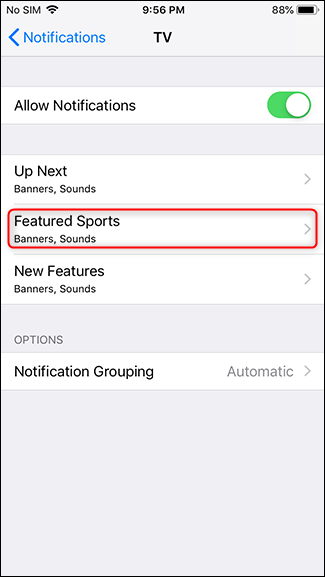 No SIM 9:56 PM 88%
Notifications TV
Allow Notifications
Up Next
Banners, Sounds
Featured Sports
Banners, Sounds
New Features
Banners, Sounds
OPTIONS
Notification Grouping Automatic